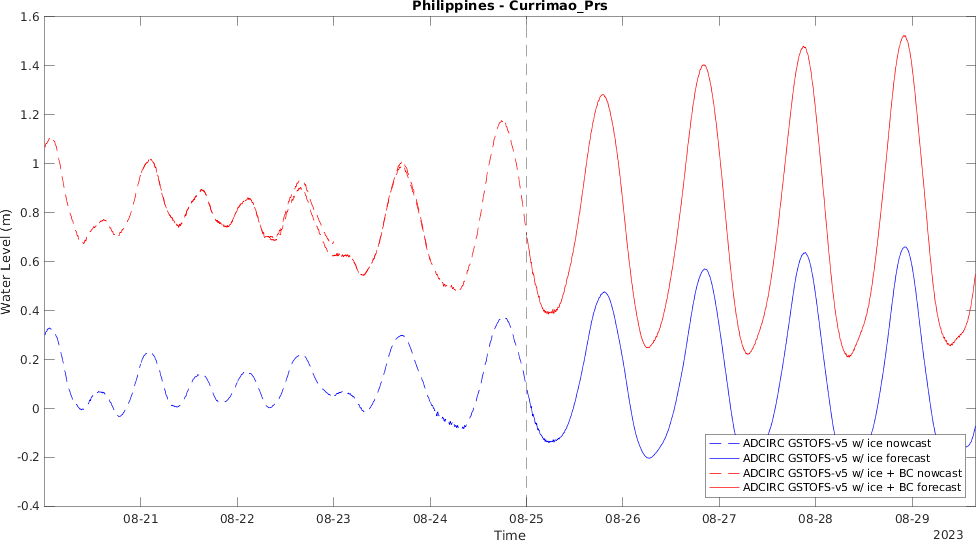 Philippines - Currimao_Prs
1.6
1.4
1.2
1
0.8
0.6
0.4
0.2
0
-0.2
-0.4
Water Level (m)
ADCIRC GSTOFS-v5 w/ ice nowcast
ADCIRC GSTOFS-v5 w/ ice forecast
ADCIRC GSTOFS-v5 w/ ice + BC nowcast
ADCIRC GSTOFS-v5 w/ ice + BC forecast
08-21 08-22 08-23 08-24 08-25 08-26 08-27 08-28 08-29
Time
2023